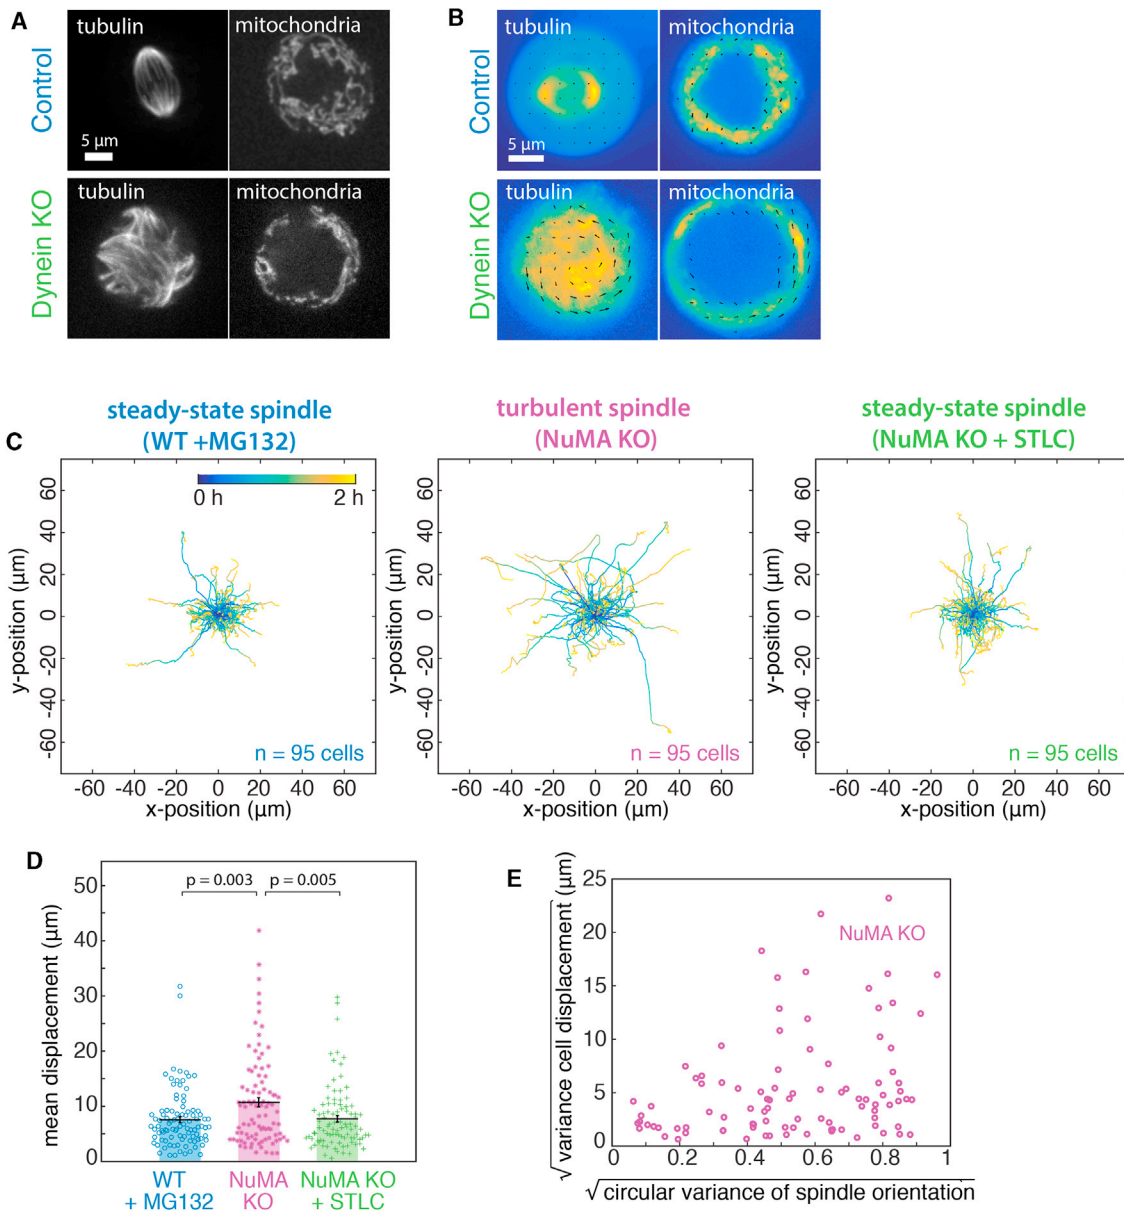 A
tubulin
mitochondria
Control
5 µm
tubulin
mitochondria
Dynein KO
B
tubulin
mitochondria
Control
5 µm
tubulin
mitochondria
Dynein KO
C
steady-state spindle
(WT +MG132)
turbulent spindle
(NuMA KO)
steady-state spindle
(NuMA KO + STLC)
0 h
2 h
60
40
20
0
-20
-40
-60
y-position (µm)
n = 95 cells
-60 -40 -20 0 20 40 60
x-position (µm)
60
40
20
0
-20
-40
-60
y-position (µm)
n = 95 cells
-60 -40 -20 0 20 40 60
x-position (µm)
60
40
20
0
-20
-40
-60
y-position (µm)
n = 95 cells
-60 -40 -20 0 20 40 60
x-position (µm)
D
p = 0.003
p = 0.005
50
40
30
20
10
0
mean displacement (µm)
WT
+ MG132
NuMA
KO
NuMA KO
+ STLC
E
25
20
15
10
5
0
√variance cell displacement (µm)
NuMA KO
0 0.2 0.4 0.6 0.8 1
√circular variance of spindle orientation